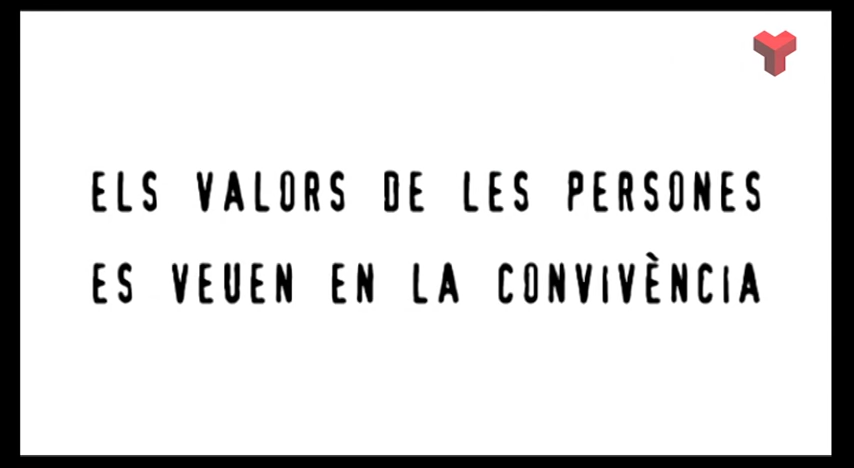 ELS VALORS DE LES PERSONES
ES VEUEN EN LA CONVIVÈNCIA